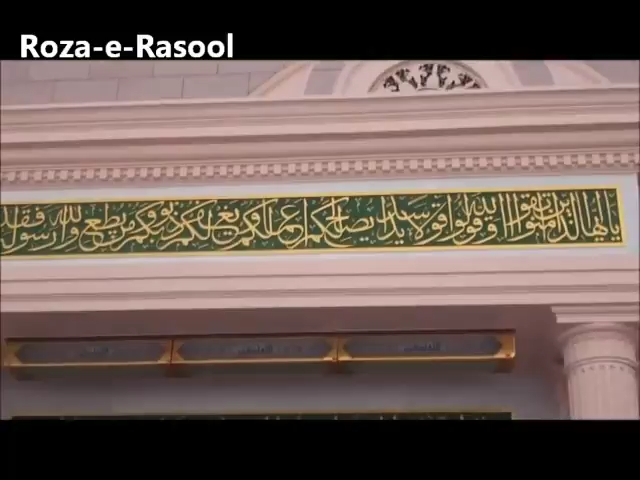 Roza-e-Rasool
يا أيها الذين آمنوا اتقوا الله وقولوا قولا سديدا يصلح لكم أعمالكم ويغفر لكم ذنوبكم ومن يطع الله ورسوله فقد